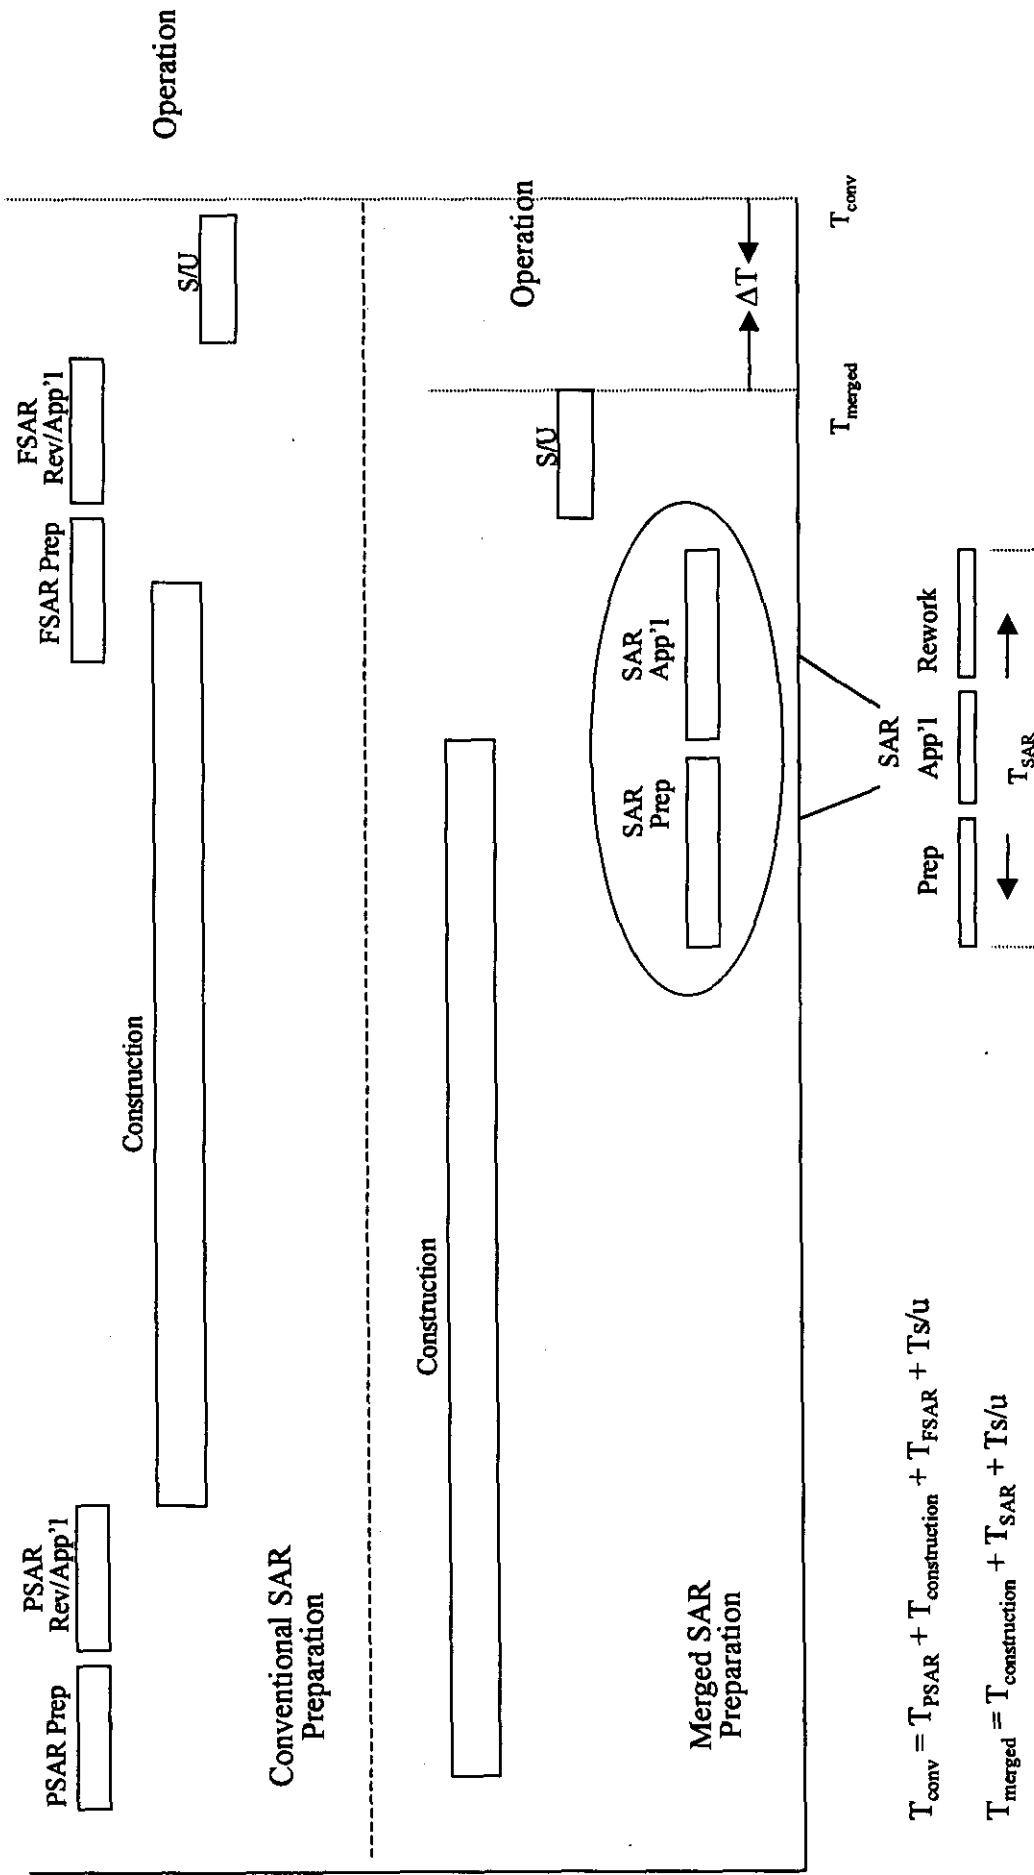 PSAR Prep
PSAR
Rev/App'l
FSAR Prep
FSAR
Rev/App'l
Construction
S/U
Operation
Conventional SAR
Preparation
Construction
S/U
Operation
SAR
Prep
SAR
App'l
Merged SAR
Preparation
ΔT
T_merged
T_conv
SAR
Prep
App'l
Rework
T_SAR
T_conv = T_PSAR + T_construction + T_FSAR + Ts/u
T_merged = T_construction + T_SAR + Ts/u